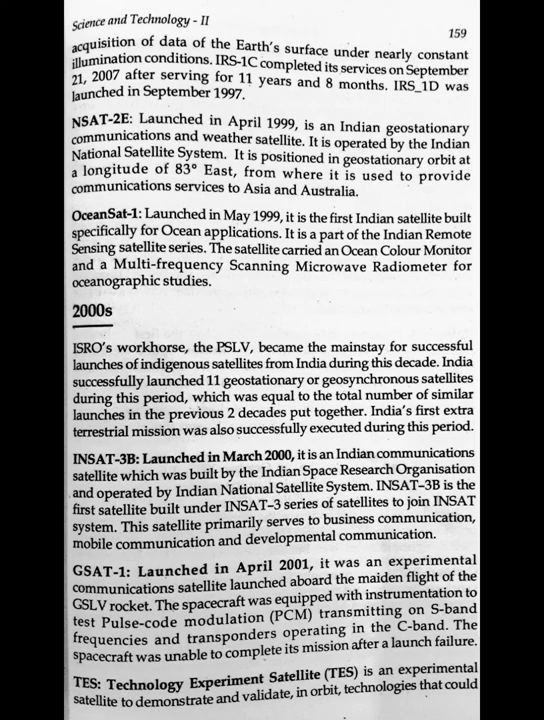 Science and Technology - II
159
acquisition of data of the Earth's surface under nearly constant
illumination conditions. IRS-1C completed its services on September
21, 2007 after serving for 11 years and 8 months. IRS_1D was
launched in September 1997.
NSAT-2E: Launched in April 1999, is an Indian geostationary
communications and weather satellite. It is operated by the Indian
National Satellite System. It is positioned in geostationary orbit at
a longitude of 83° East, from where it is used to provide
communications services to Asia and Australia.
OceanSat-1: Launched in May 1999, it is the first Indian satellite built
specifically for Ocean applications. It is a part of the Indian Remote
Sensing satellite series. The satellite carried an Ocean Colour Monitor
and a Multi-frequency Scanning Microwave Radiometer for
oceanographic studies.
2000s
ISRO's workhorse, the PSLV, became the mainstay for successful
launches of indigenous satellites from India during this decade. India
successfully launched 11 geostationary or geosynchronous satellites
during this period, which was equal to the total number of similar
launches in the previous 2 decades put together. India's first extra
terrestrial mission was also successfully executed during this period.
INSAT-3B: Launched in March 2000, it is an Indian communications
satellite which was built by the Indian Space Research Organisation
and operated by Indian National Satellite System. INSAT-3B is the
first satellite built under INSAT-3 series of satellites to join INSAT
system. This satellite primarily serves to business communication,
mobile communication and developmental communication.
GSAT-1: Launched in April 2001, it was an experimental
communications satellite launched aboard the maiden flight of the
GSLV rocket. The spacecraft was equipped with instrumentation to
test Pulse-code modulation (PCM) transmitting on S-band
frequencies and transponders operating in the C-band. The
spacecraft was unable to complete its mission after a launch failure.
TES: Technology Experiment Satellite (TES) is an experimental
satellite to demonstrate and validate, in orbit, technologies that could